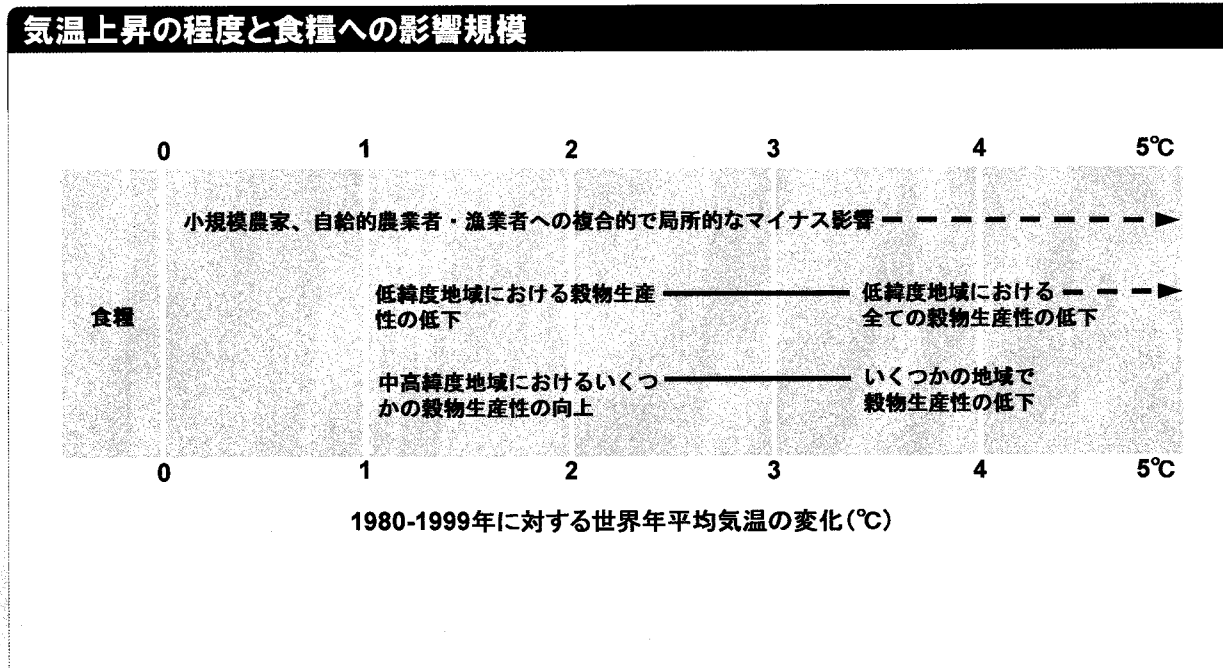 気温上昇の程度と食糧への影響規模
0 1 2 3 4 5℃
小規模農家、自給的農業者・漁業者への複合的で局所的なマイナス影響
食糧
低緯度地域における穀物生産
性の低下
低緯度地域における
全ての穀物生産性の低下
中高緯度地域におけるいくつ
かの穀物生産性の向上
いくつかの地域で
穀物生産性の低下
0 1 2 3 4 5℃
1980-1999年に対する世界年平均気温の変化(℃)